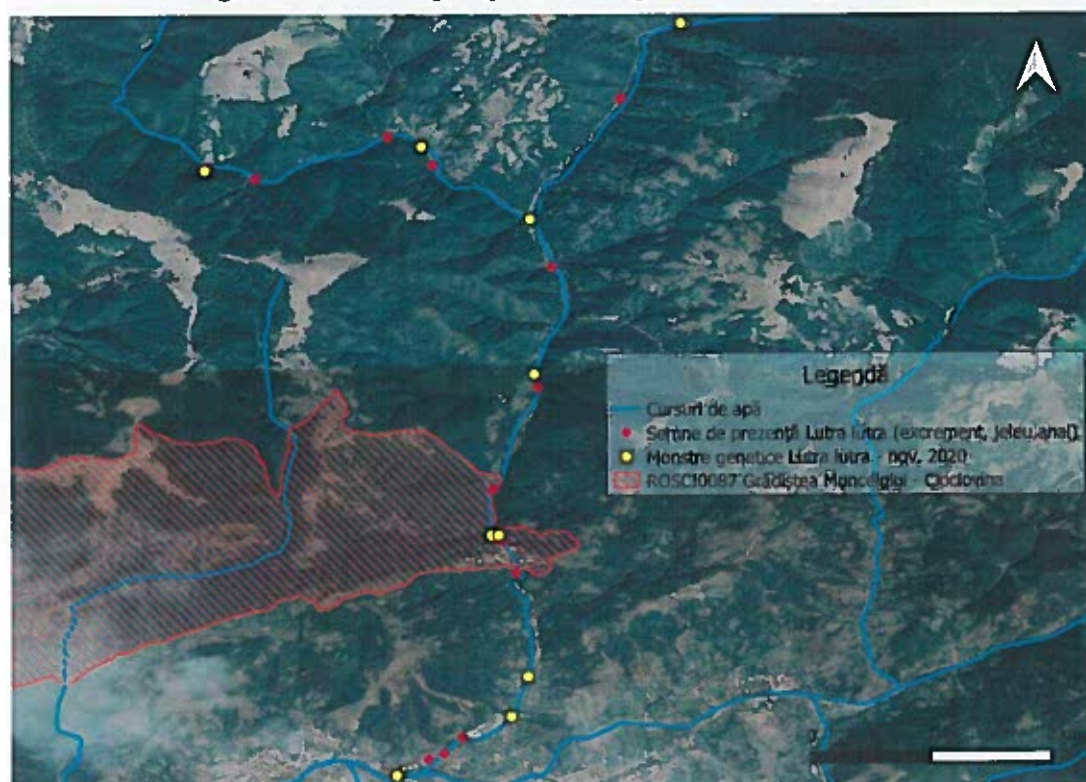 Legendă
Cursuri de apă
Semne de prezență Lutra lutra (excrement, jeleu anal)
Monstre genetice Lutra lutra - nov. 2020
ROSCI0087 Grădiștea Muncelului - Cioclovina